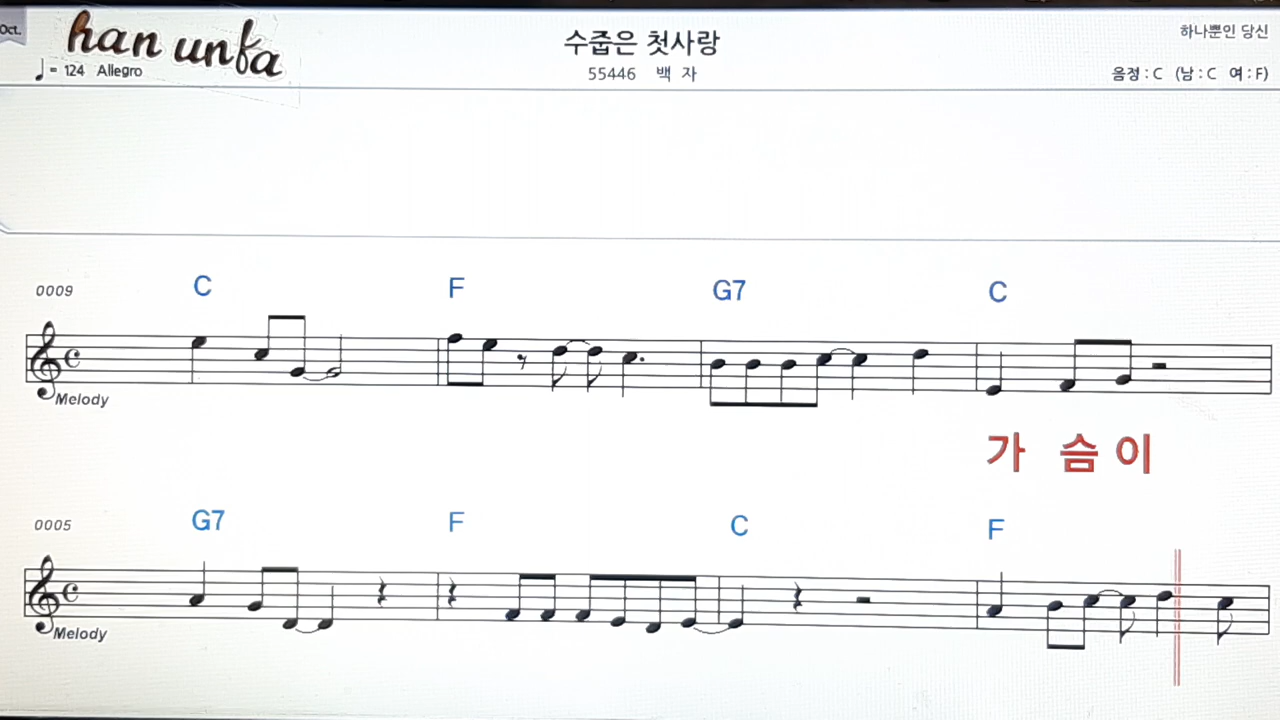 Oct.
han unfa
수줍은 첫사랑
하나뿐인 당신
♩ = 124 Allegro
55446 백 자
음정 : C (남 : C 여 : F)
0009
C F G7 C
Melody
가 슴 이
0005
G7 F C F
Melody